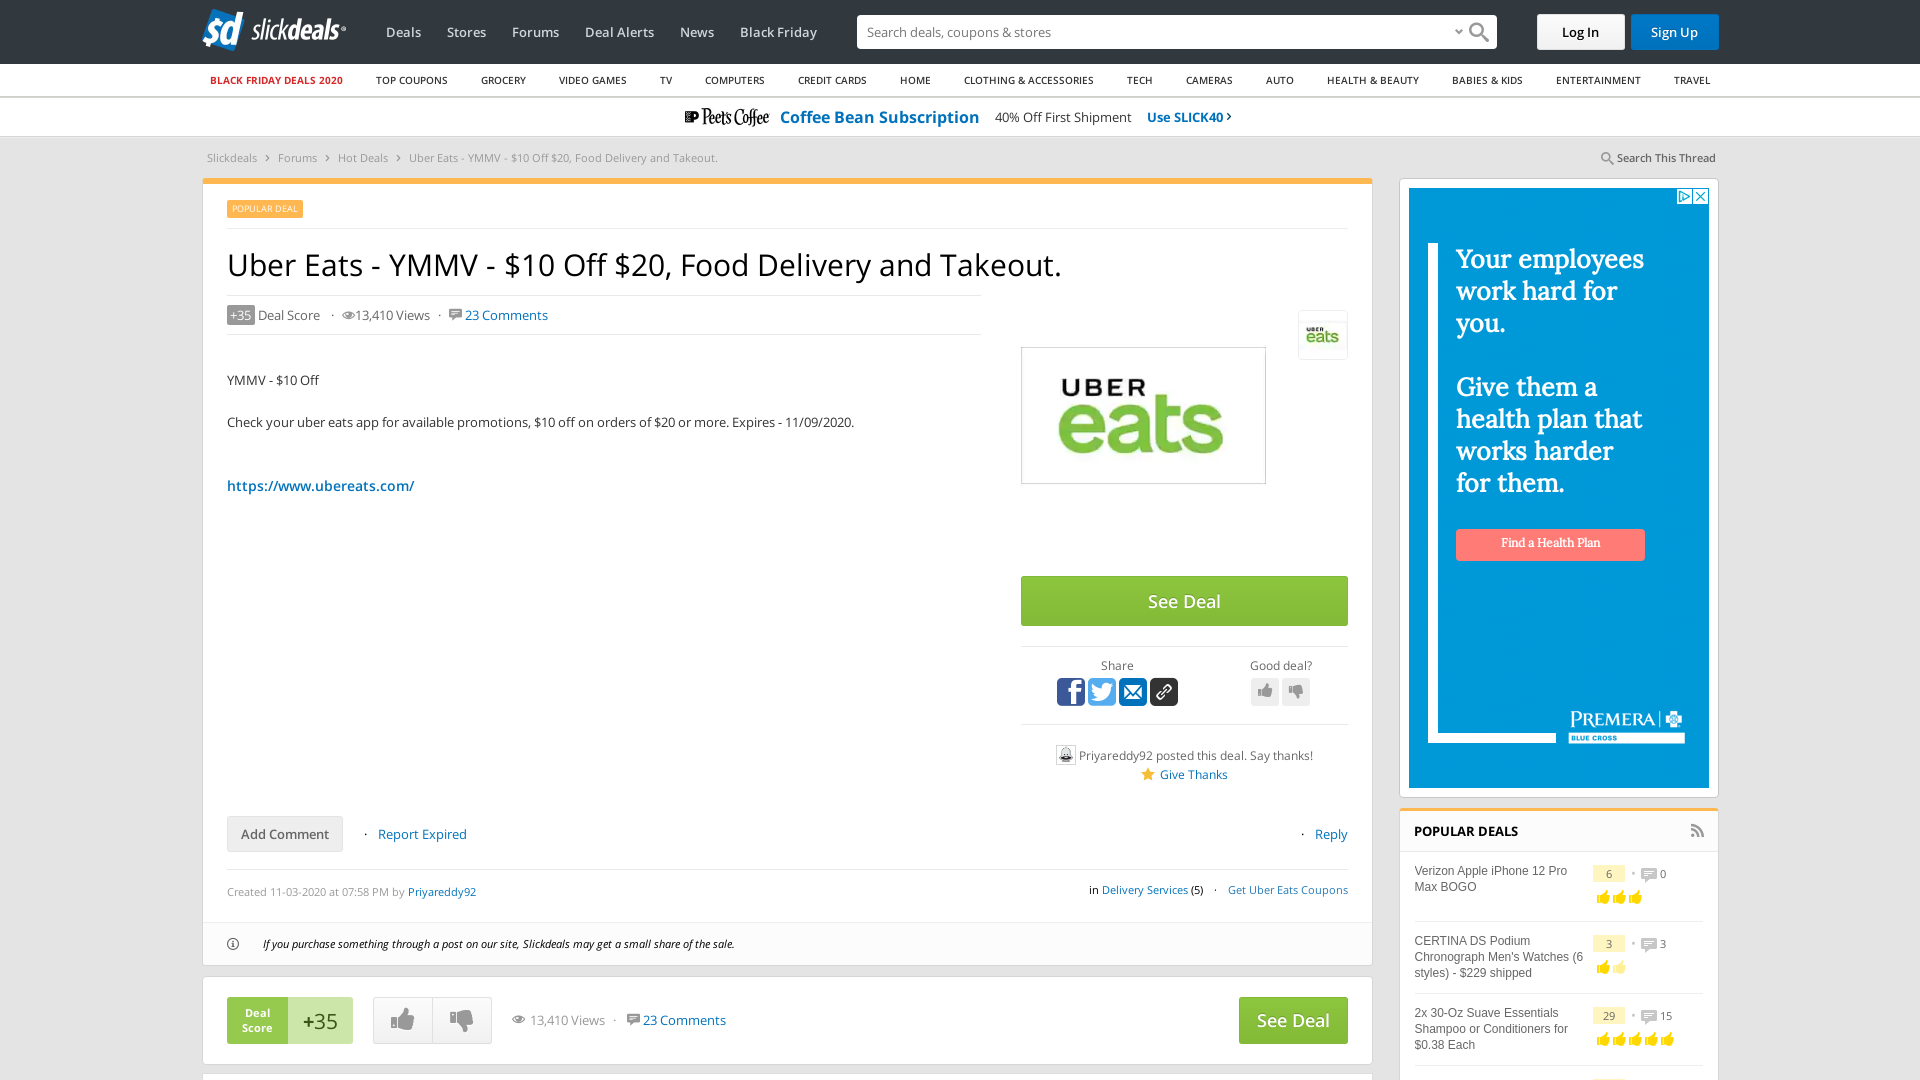 sd slickdeals
Deals Stores Forums Deal Alerts News Black Friday
Search deals, coupons & shops
Log In Sign Up
BLACK FRIDAY DEALS 2020 TOP COUPONS GROCERY VIDEO GAMES TV COMPUTERS CREDIT CARDS HOME CLOTHING & ACCESSORIES TECH CAMERAS AUTO HEALTH & BEAUTY BABIES & KIDS ENTERTAINMENT TRAVEL
Peet's Coffee Coffee Bean Subscription 40% Off First Shipment Use SLICK40 ›
Slickdeals › Forums › Hot Deals › Uber Eats - YMMV - $10 Off $20, Food Delivery and Takeout.
Search This Thread
POPULAR DEAL
Uber Eats - YMMV - $10 Off $20, Food Delivery and Takeout.
+35 Deal Score · 13,410 Views · 23 Comments
UBER
eats
UBER
eats
YMMV - $10 Off
Check your uber eats app for available promotions, $10 off on orders of $20 or more. Expires - 11/09/2020.
https://www.ubereats.com/
See Deal
Share Good deal?
Priyareddy92 posted this deal. Say thanks!
Give Thanks
Add Comment · Report Expired · Reply
Created 11-03-2020 at 07:58 PM by Priyareddy92
in Delivery Services (5) · Get Uber Eats Coupons
If you purchase something through a post on our site, Slickdeals may get a small share of the sale.
Deal
Score
+35
13,410 Views · 23 Comments
See Deal
Your employees
work hard for
you.
Give them a
health plan that
works harder
for them.
Find a Health Plan
PREMERA
BLUE CROSS
POPULAR DEALS
Verizon Apple iPhone 12 Pro
Max BOGO
6 · 0
CERTINA DS Podium
Chronograph Men's Watches (6
styles) - $229 shipped
3 · 3
2x 30-Oz Suave Essentials
Shampoo or Conditioners for
$0.38 Each
29 · 15